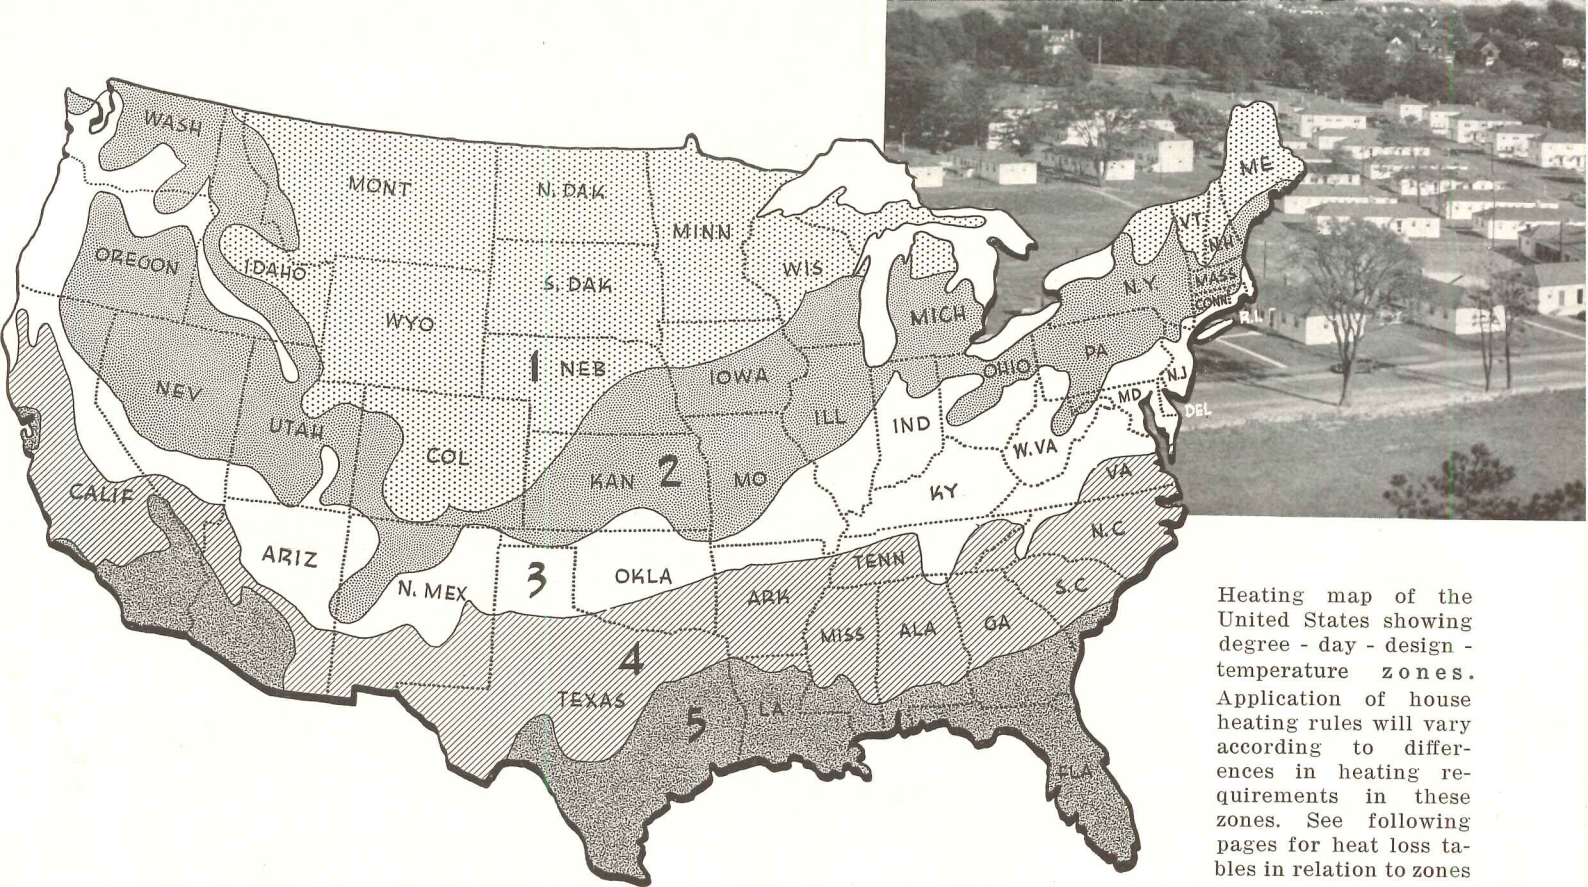 WASH
MONT
N. DAK
MINN
ME
VT
N.H
OREGON
IDAHO
S. DAK
WIS
N.Y
MASS
CONN
R.I.
WYO
MICH
NEV
1 NEB
IOWA
OHIO
PA
N.J
UTAH
COL
ILL
IND
MD
DEL
W. VA
CALIF
KAN 2
MO
KY
VA
ARIZ
N. MEX
3
OKLA
ARK
TENN
N.C
S.C
MISS
ALA
GA
4
TEXAS
5
LA
FLA
Heating map of the
United States showing
degree - day - design -
temperature zones.
Application of house
heating rules will vary
according to differ-
ences in heating re-
quirements in these
zones. See following
pages for heat loss ta-
bles in relation to zones